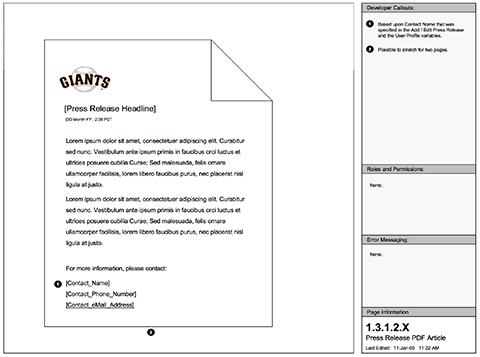 GIANTS
[Press Release Headline]
[DD-Month-YY ; 2:38 PST
Lorem ipsum dolor sit amet, consectetuer adipiscing elit. Curabitur
sed nunc. Vestibulum ante ipsum primis in faucibus orci luctus et
ultrices posuere cubilia Curae; Sed malesuada, felis ornare
ullamcorper facilisis, lorem libero faucibus purus, nec placerat nisl
ligula at justo.
Lorem ipsum dolor sit amet, consectetuer adipiscing elit. Curabitur
sed nunc. Vestibulum ante ipsum primis in faucibus orci luctus et
ultrices posuere cubilia Curae; Sed malesuada, felis ornare
ullamcorper facilisis, lorem libero faucibus purus, nec placerat nisl
ligula at justo.
For more information, please contact:
1 [Contact_Name]
[Contact_Phone_Number]
[Contact_eMail_Address]
2
Developer Callouts:
1 Based upon Contact Name that was
specified in the Add / Edit Press Release
and the User Profile variables.
2 Possible to stretch for two pages.
Roles and Permissions:
None.
Error Messaging:
None.
Page Information
1.3.1.2.X
Press Release PDF Article
Last Edited: 11-Jan-05 11:22 AM